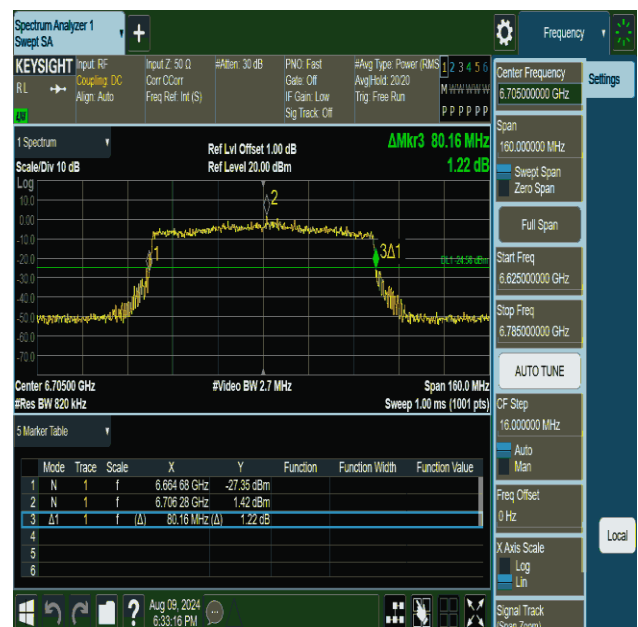 Spectrum Analyzer 1
Swept SA
+
Frequency
KEYSIGHT
RL
Input: RF
Coupling: DC
Align: Auto
Input Z: 50 Ω
Corr CCorr
Freq Ref: Int (S)
#Atten: 30 dB
PNO: Fast
Gate: Off
IF Gain: Low
Sig Track: Off
#Avg Type: Power (RMS
Avg|Hold: 20/20
Trig: Free Run
1 2 3 4 5 6
M W W W W W
P P P P P P
1 Spectrum
Scale/Div 10 dB
Ref Lvl Offset 1.00 dB
Ref Level 20.00 dBm
ΔMkr3 80.16 MHz
1.22 dB
Log
10.0
0.00
-10.0
-20.0
-30.0
-40.0
-50.0
-60.0
-70.0
1
2
3Δ1
DL1 -24.58 dBm
Center 6.70500 GHz
#Video BW 2.7 MHz
Span 160.0 MHz
#Res BW 820 kHz
Sweep 1.00 ms (1001 pts)
5 Marker Table
Mode Trace Scale X Y Function Function Width Function Value
1 N 1 f 6.664 68 GHz -27.35 dBm
2 N 1 f 6.706 28 GHz 1.42 dBm
3 Δ1 1 f (Δ) 80.16 MHz (Δ) 1.22 dB
4
5
6
Aug 09, 2024
6:33:16 PM
?
Center Frequency
6.705000000 GHz
Settings
Span
160.000000 MHz
Swept Span
Zero Span
Full Span
Start Freq
6.625000000 GHz
Stop Freq
6.785000000 GHz
AUTO TUNE
CF Step
16.000000 MHz
Auto
Man
Freq Offset
0 Hz
X Axis Scale
Log
Lin
Local
Signal Track
(Span Zoom)